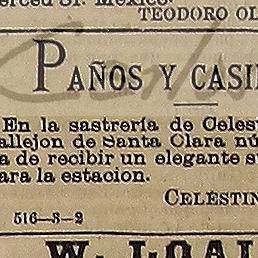 erced St. Mexico.
TEODORO OL
PAÑOS Y CASI
En la sastrería de Celes
allejon de Santa Clara nú
a de recibir un elegante s
ara la estacion.
CELESTIN
516—3—2
W. LOAI